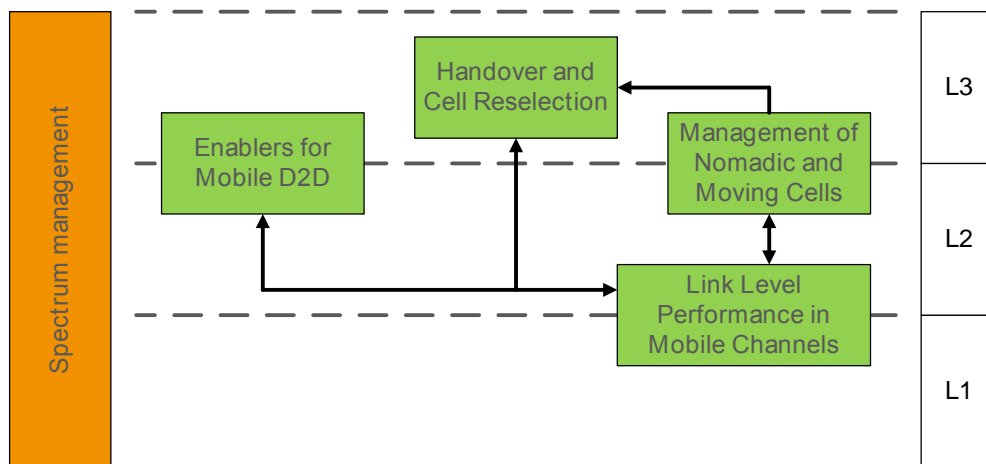 Spectrum management
Handover and
Cell Reselection
Enablers for
Mobile D2D
Management of
Nomadic and
Moving Cells
Link Level
Performance in
Mobile Channels
L3
L2
L1